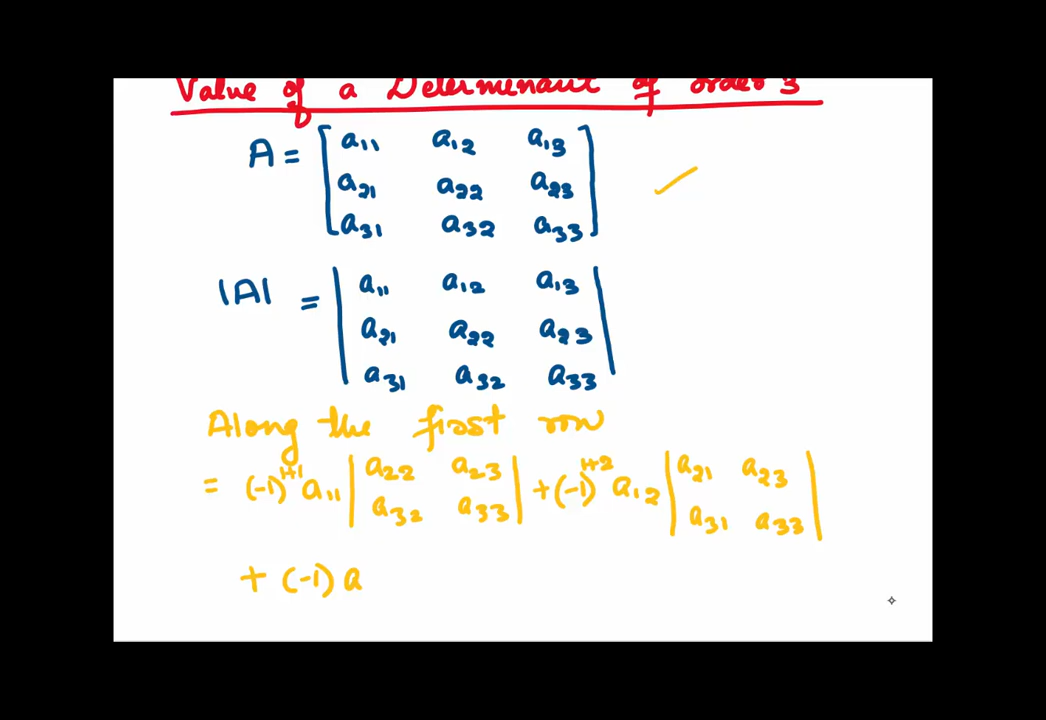 Value of a Determinant of order 3
A = [ a₁₁ a₁₂ a₁₃
a₂₁ a₂₂ a₂₃
a₃₁ a₃₂ a₃₃ ]
|A| = | a₁₁ a₁₂ a₁₃
a₂₁ a₂₂ a₂₃
a₃₁ a₃₂ a₃₃ |
Along the first row
= (-1)¹⁺¹ a₁₁ | a₂₂ a₂₃ | + (-1)¹⁺² a₁₂ | a₂₁ a₂₃ |
| a₃₂ a₃₃ | | a₃₁ a₃₃ |
+ (-1) a